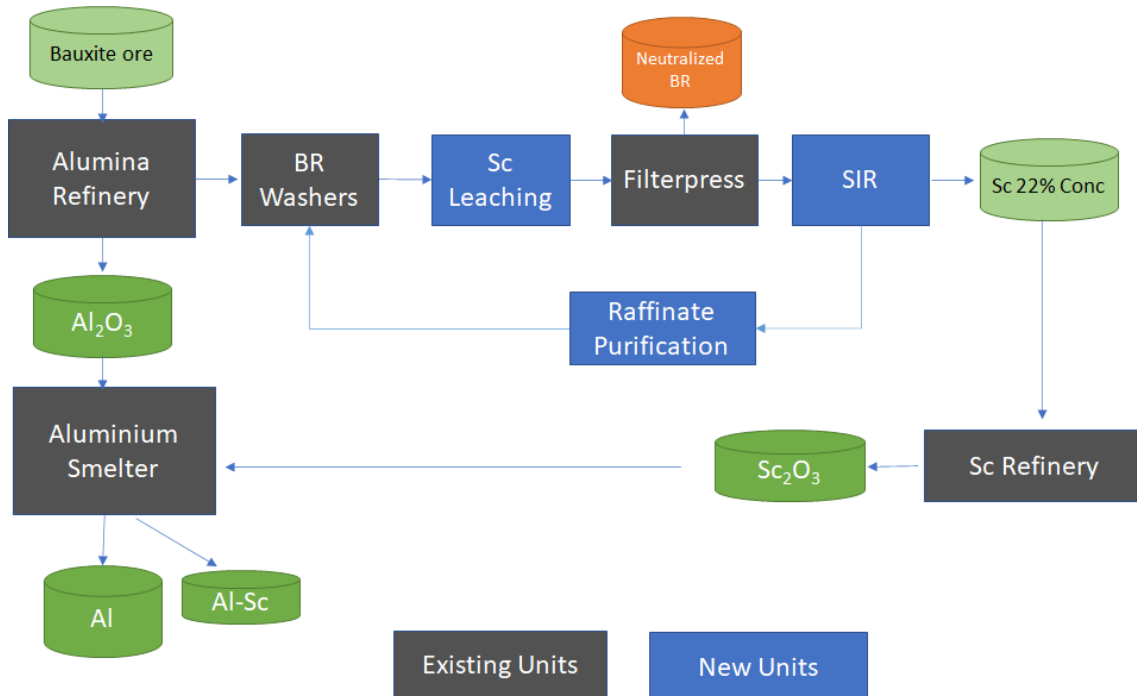 Bauxite ore
Neutralized
BR
Alumina
Refinery
BR
Washers
Sc
Leaching
Filterpress
SIR
Sc 22% Conc
Al₂O₃
Raffinate
Purification
Aluminium
Smelter
Sc₂O₃
Sc Refinery
Al
Al-Sc
Existing Units
New Units